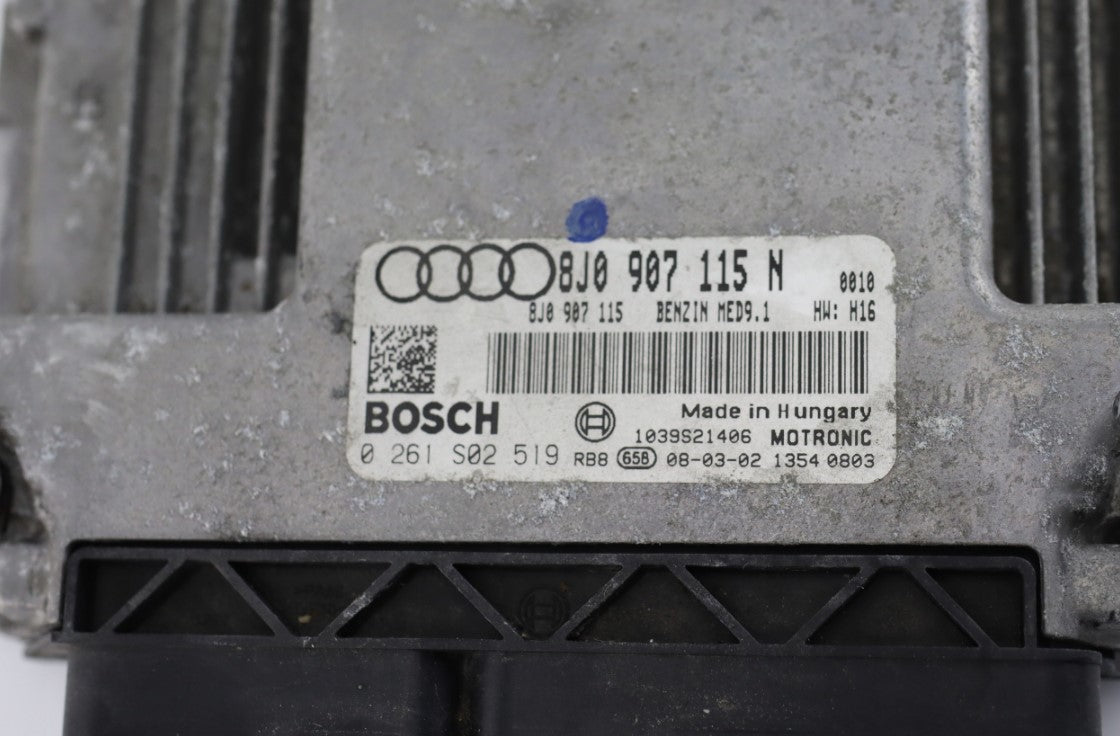 8J0 907 115 N 0010
8J0 907 115 BENZIN MED9.1 HW: H16
BOSCH
Made in Hungary
1039S21406 MOTRONIC
0 261 S02 519 RB8 658 08-03-02 1354 0803